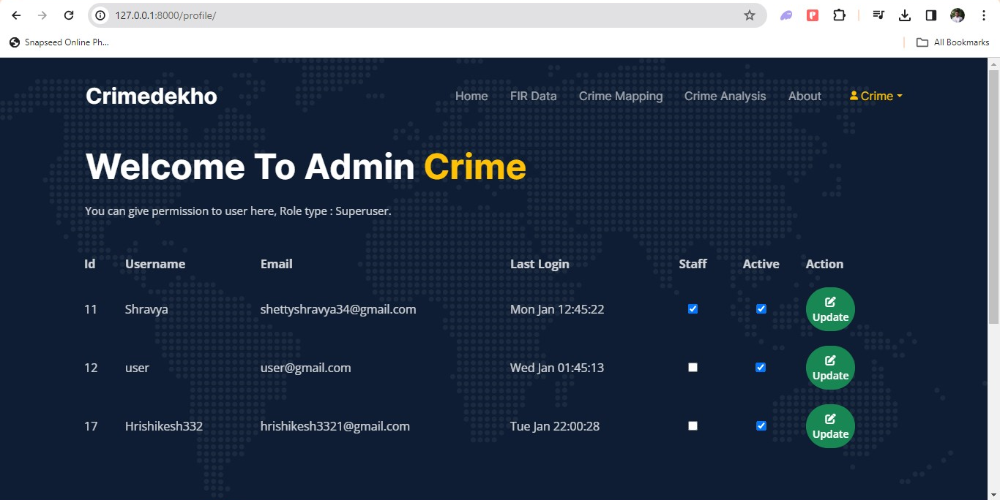 127.0.0.1:8000/profile/
Snapseed Online Ph...
All Bookmarks
Crimedekho
Home FIR Data Crime Mapping Crime Analysis About Crime
Welcome To Admin Crime
You can give permission to user here, Role type : Superuser.
Id Username Email Last Login Staff Active Action
11 Shravya shettyshravya34@gmail.com Mon Jan 12:45:22 Update
12 user user@gmail.com Wed Jan 01:45:13 Update
17 Hrishikesh332 hrishikesh3321@gmail.com Tue Jan 22:00:28 Update